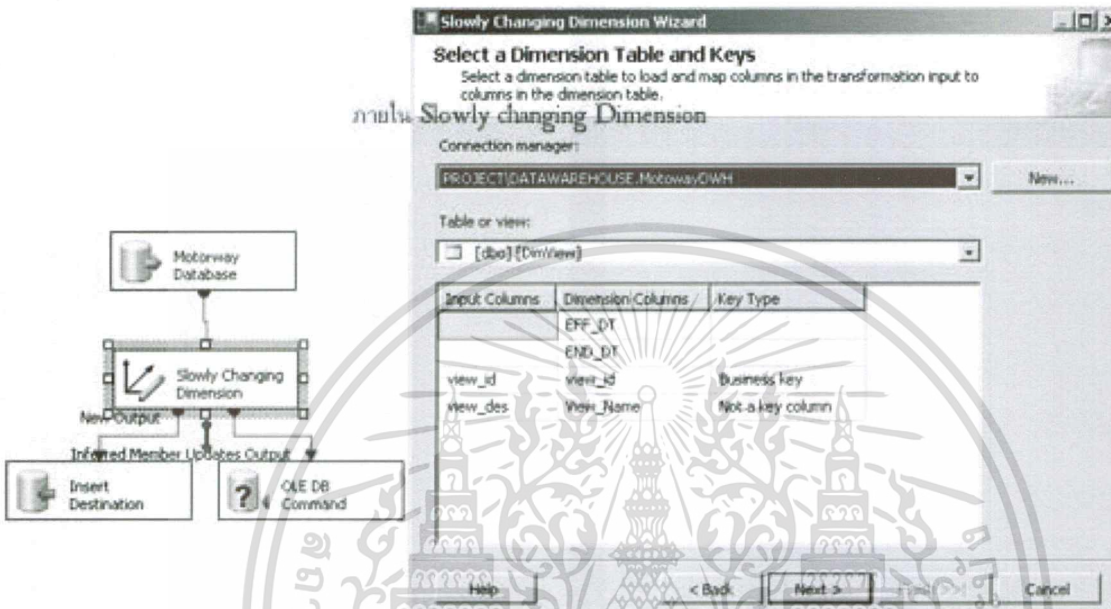 Slowly Changing Dimension Wizard
Select a Dimension Table and Keys
Select a dimension table to load and map columns in the transformation input to
columns in the dimension table.
ภายใน Slowly changing Dimension
Connection manager:
PROJECT\DATAWAREHOUSE.MotowayDWH
New...
Table or view:
[dbo].[DimView]
Input Columns Dimension Columns Key Type
EFF_DT
END_DT
view_id view_id Business key
view_des View_Name Not a key column
Help
< Back
Next >
Cancel
Motorway
Database
Slowly Changing
Dimension
New Output
Inferred Member Updates Output
Insert
Destination
OLE DB
Command